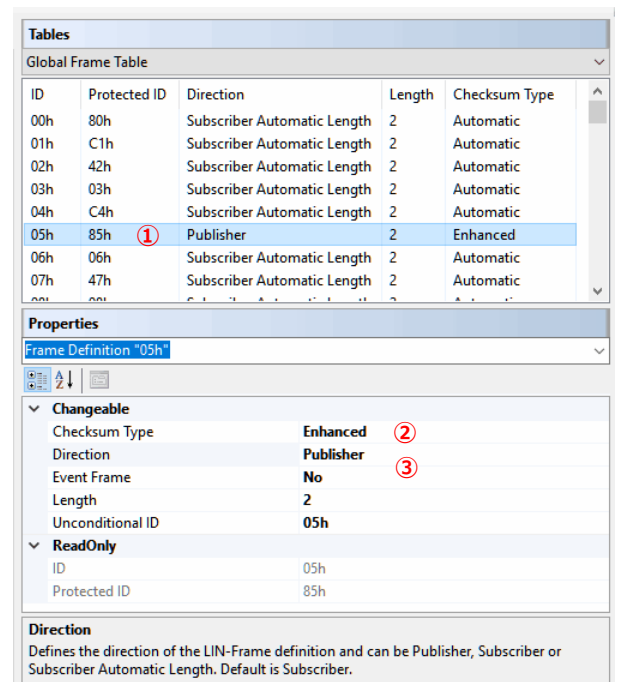 Tables
Global Frame Table
ID Protected ID Direction Length Checksum Type
00h 80h Subscriber Automatic Length 2 Automatic
01h C1h Subscriber Automatic Length 2 Automatic
02h 42h Subscriber Automatic Length 2 Automatic
03h 03h Subscriber Automatic Length 2 Automatic
04h C4h Subscriber Automatic Length 2 Automatic
05h 85h ① Publisher 2 Enhanced
06h 06h Subscriber Automatic Length 2 Automatic
07h 47h Subscriber Automatic Length 2 Automatic
Properties
Frame Definition "05h"
Changeable
Checksum Type Enhanced ②
Direction Publisher
③
Event Frame No
Length 2
Unconditional ID 05h
ReadOnly
ID 05h
Protected ID 85h
Direction
Defines the direction of the LIN-Frame definition and can be Publisher, Subscriber or
Subscriber Automatic Length. Default is Subscriber.